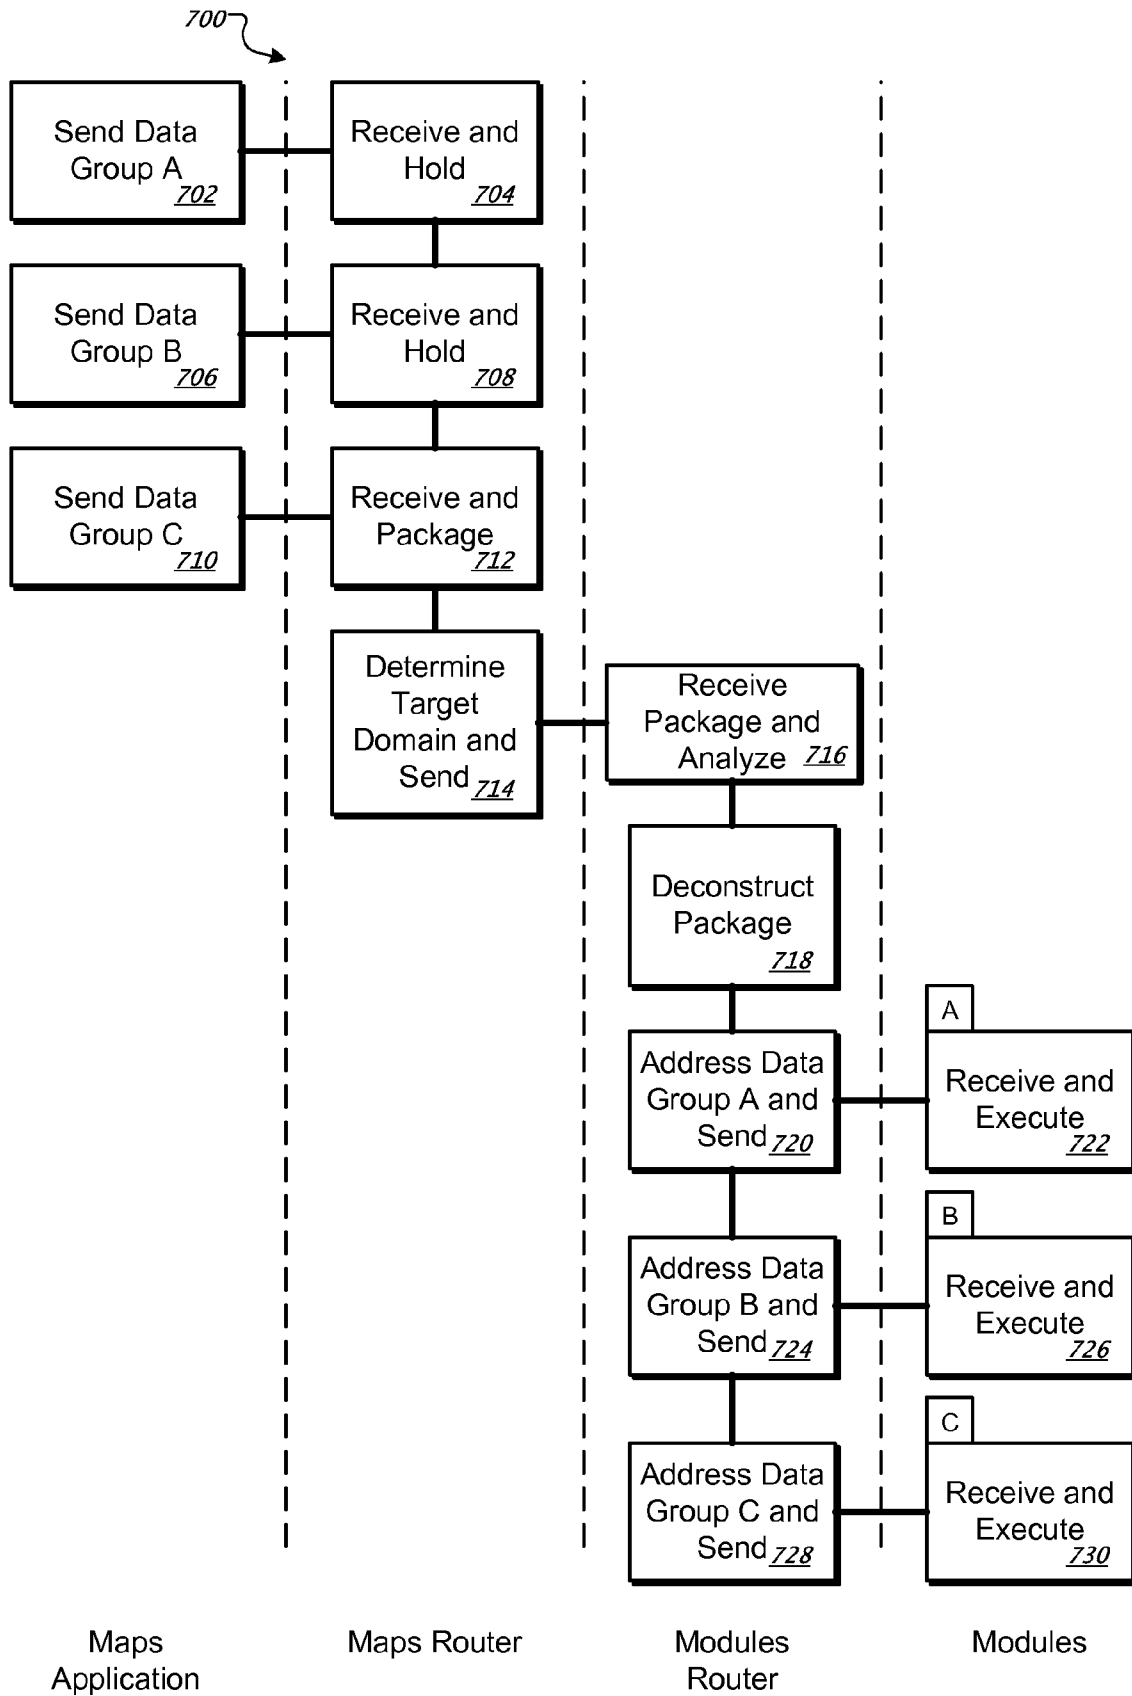 700
Send Data
Group A
702
Receive and
Hold
704
Send Data
Group B
706
Receive and
Hold
708
Send Data
Group C
710
Receive and
Package
712
Determine
Target
Domain and
Send
714
Receive
Package and
Analyze
716
Deconstruct
Package
718
Address Data
Group A and
Send
720
A
Receive and
Execute
722
Address Data
Group B and
Send
724
B
Receive and
Execute
726
Address Data
Group C and
Send
728
C
Receive and
Execute
730
Maps
Application
Maps Router
Modules
Router
Modules